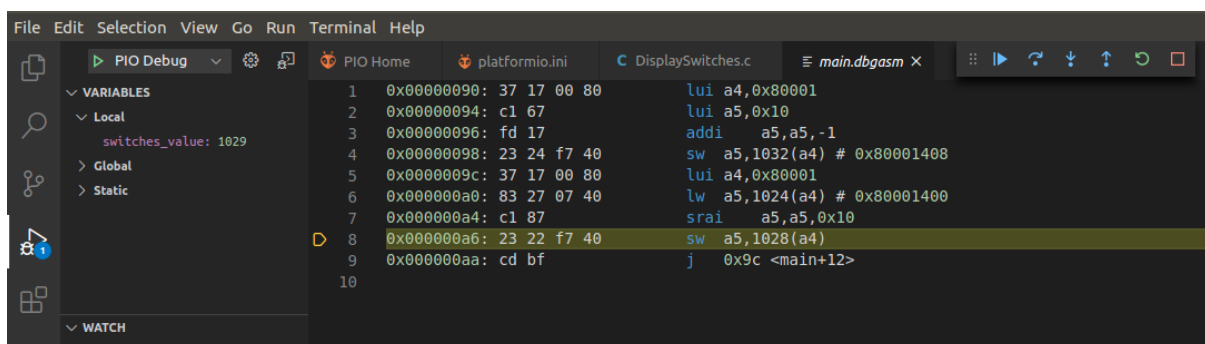 File Edit Selection View Go Run Terminal Help
PIO Debug
PIO Home platformio.ini C DisplaySwitches.c main.dbgasm
VARIABLES
Local
switches_value: 1029
Global
Static
1 0x00000090: 37 17 00 80 lui a4,0x80001
2 0x00000094: c1 67 lui a5,0x10
3 0x00000096: fd 17 addi a5,a5,-1
4 0x00000098: 23 24 f7 40 sw a5,1032(a4) # 0x80001408
5 0x0000009c: 37 17 00 80 lui a4,0x80001
6 0x000000a0: 83 27 07 40 lw a5,1024(a4) # 0x80001400
7 0x000000a4: c1 87 srai a5,a5,0x10
8 0x000000a6: 23 22 f7 40 sw a5,1028(a4)
9 0x000000aa: cd bf j 0x9c <main+12>
10
1
WATCH